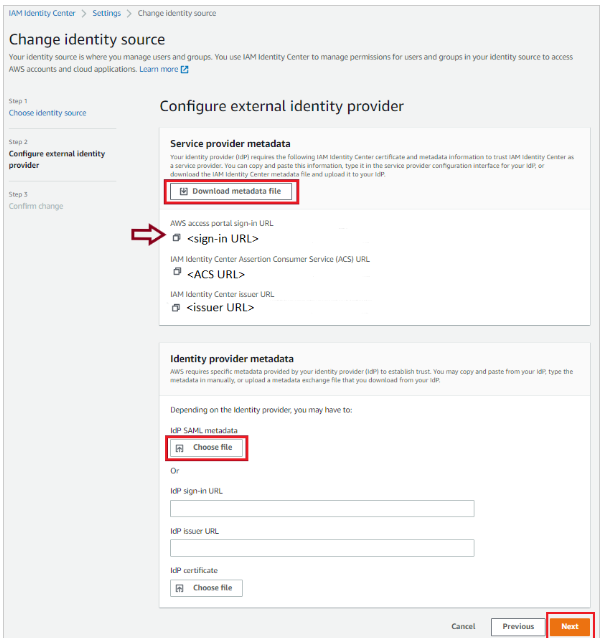 IAM Identity Center > Settings > Change identity source
Change identity source
Your identity source is where you manage users and groups. You use IAM Identity Center to manage permissions for users and groups in your identity source to access
AWS accounts and cloud applications. Learn more
Step 1
Choose identity source
Step 2
Configure external identity
provider
Step 3
Confirm change
Configure external identity provider
Service provider metadata
Your identity provider (IdP) requires the following IAM Identity Center certificate and metadata information to trust IAM Identity Center as
a service provider. You can copy and paste this information, type it in the service provider configuration interface for your IdP, or
download the IAM Identity Center metadata file and upload it to your IdP.
Download metadata file
AWS access portal sign-in URL
<sign-in URL>
IAM Identity Center Assertion Consumer Service (ACS) URL
<ACS URL>
IAM Identity Center issuer URL
<issuer URL>
Identity provider metadata
AWS requires specific metadata provided by your identity provider (IdP) to establish trust. You may copy and paste from your IdP, type the
metadata in manually, or upload a metadata exchange file that you download from your IdP.
Depending on the Identity provider, you may have to:
IdP SAML metadata
Choose file
Or
IdP sign-in URL
IdP issuer URL
IdP certificate
Choose file
Cancel
Previous
Next